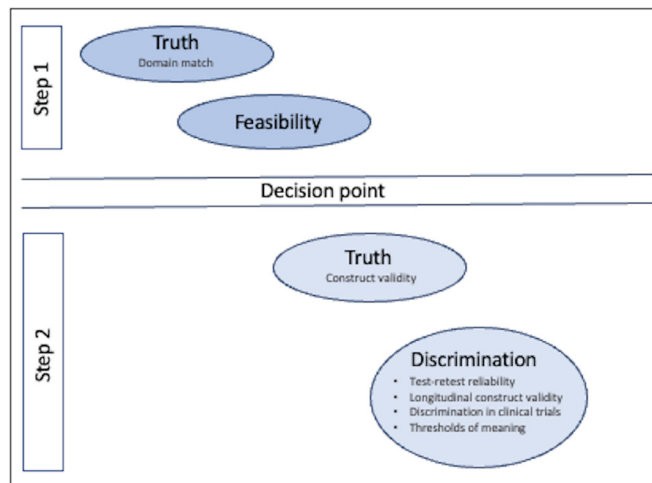 Step 1
Truth
Domain match
Feasibility
Decision point
Step 2
Truth
Construct validity
Discrimination
• Test-retest reliability
• Longitudinal construct validity
• Discrimination in clinical trials
• Thresholds of meaning